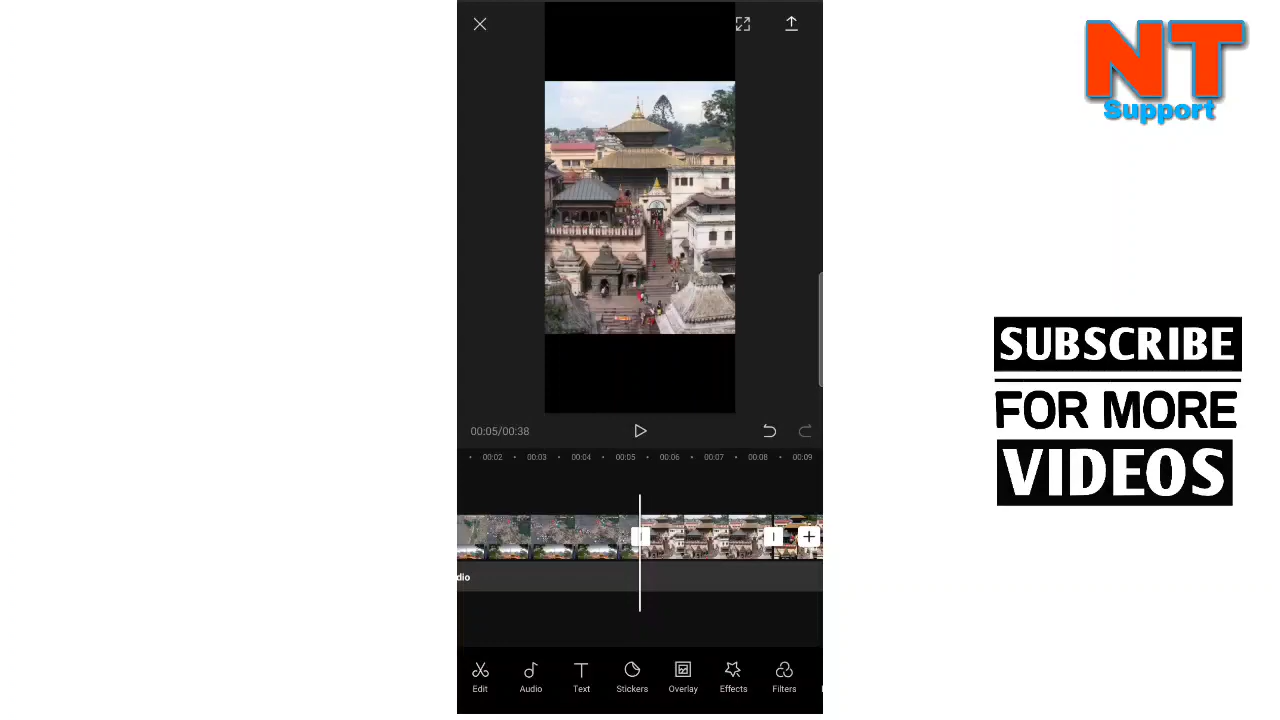 NT
Support
SUBSCRIBE
FOR MORE
VIDEOS
00:05/00:38
00:02 00:03 00:04 00:05 00:06 00:07 00:08 00:09
dio
Edit Audio Text Stickers Overlay Effects Filters